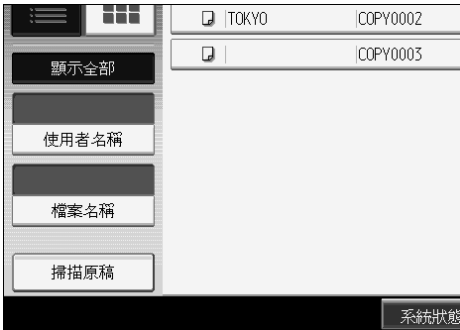 TOKYO COPY0002
COPY0003
顯示全部
使用者名稱
檔案名稱
掃描原稿
系統狀態